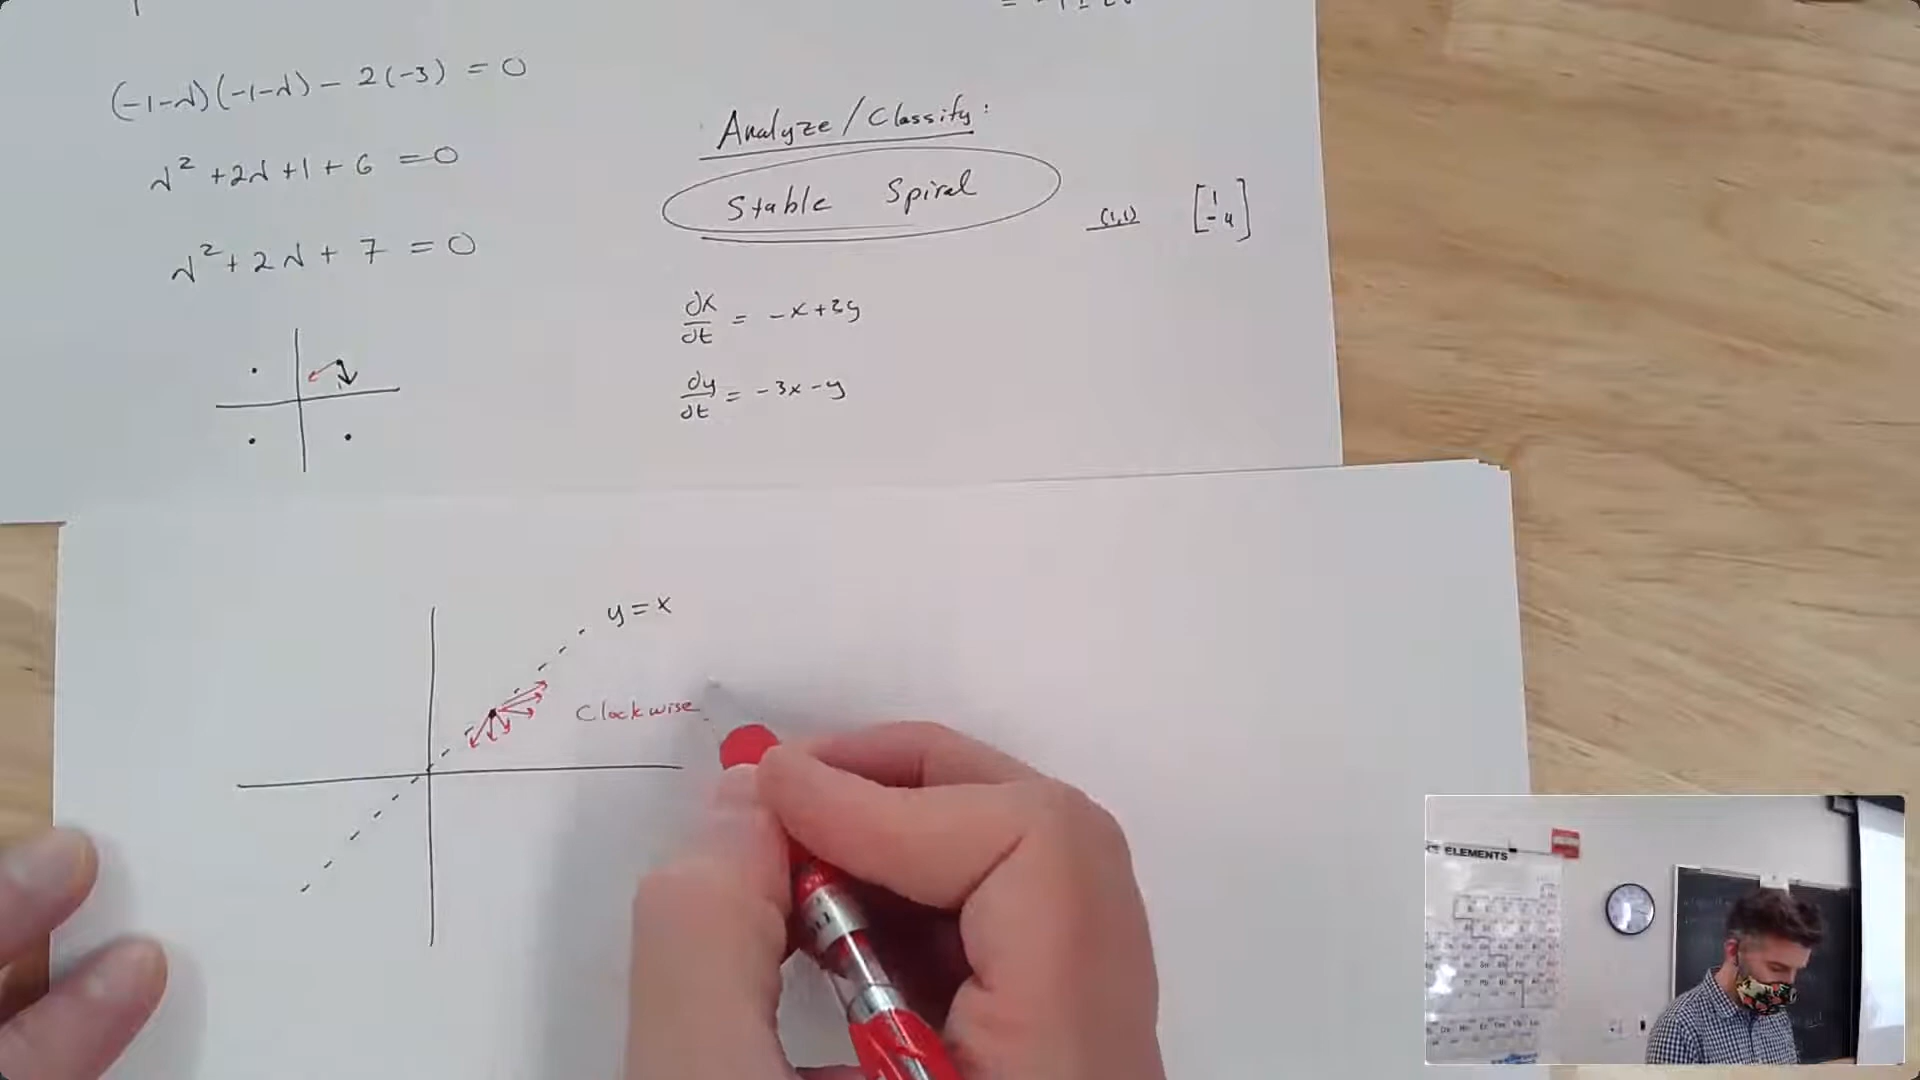 (-1-λ)(-1-λ) - 2(-3) = 0
λ² + 2λ + 1 + 6 = 0
λ² + 2λ + 7 = 0
Analyze/Classify:
Stable Spiral
(1,1) [1 -4]
dx/dt = -x+3y
dy/dt = -3x-y
y = x
Clockwise
ELEMENTS